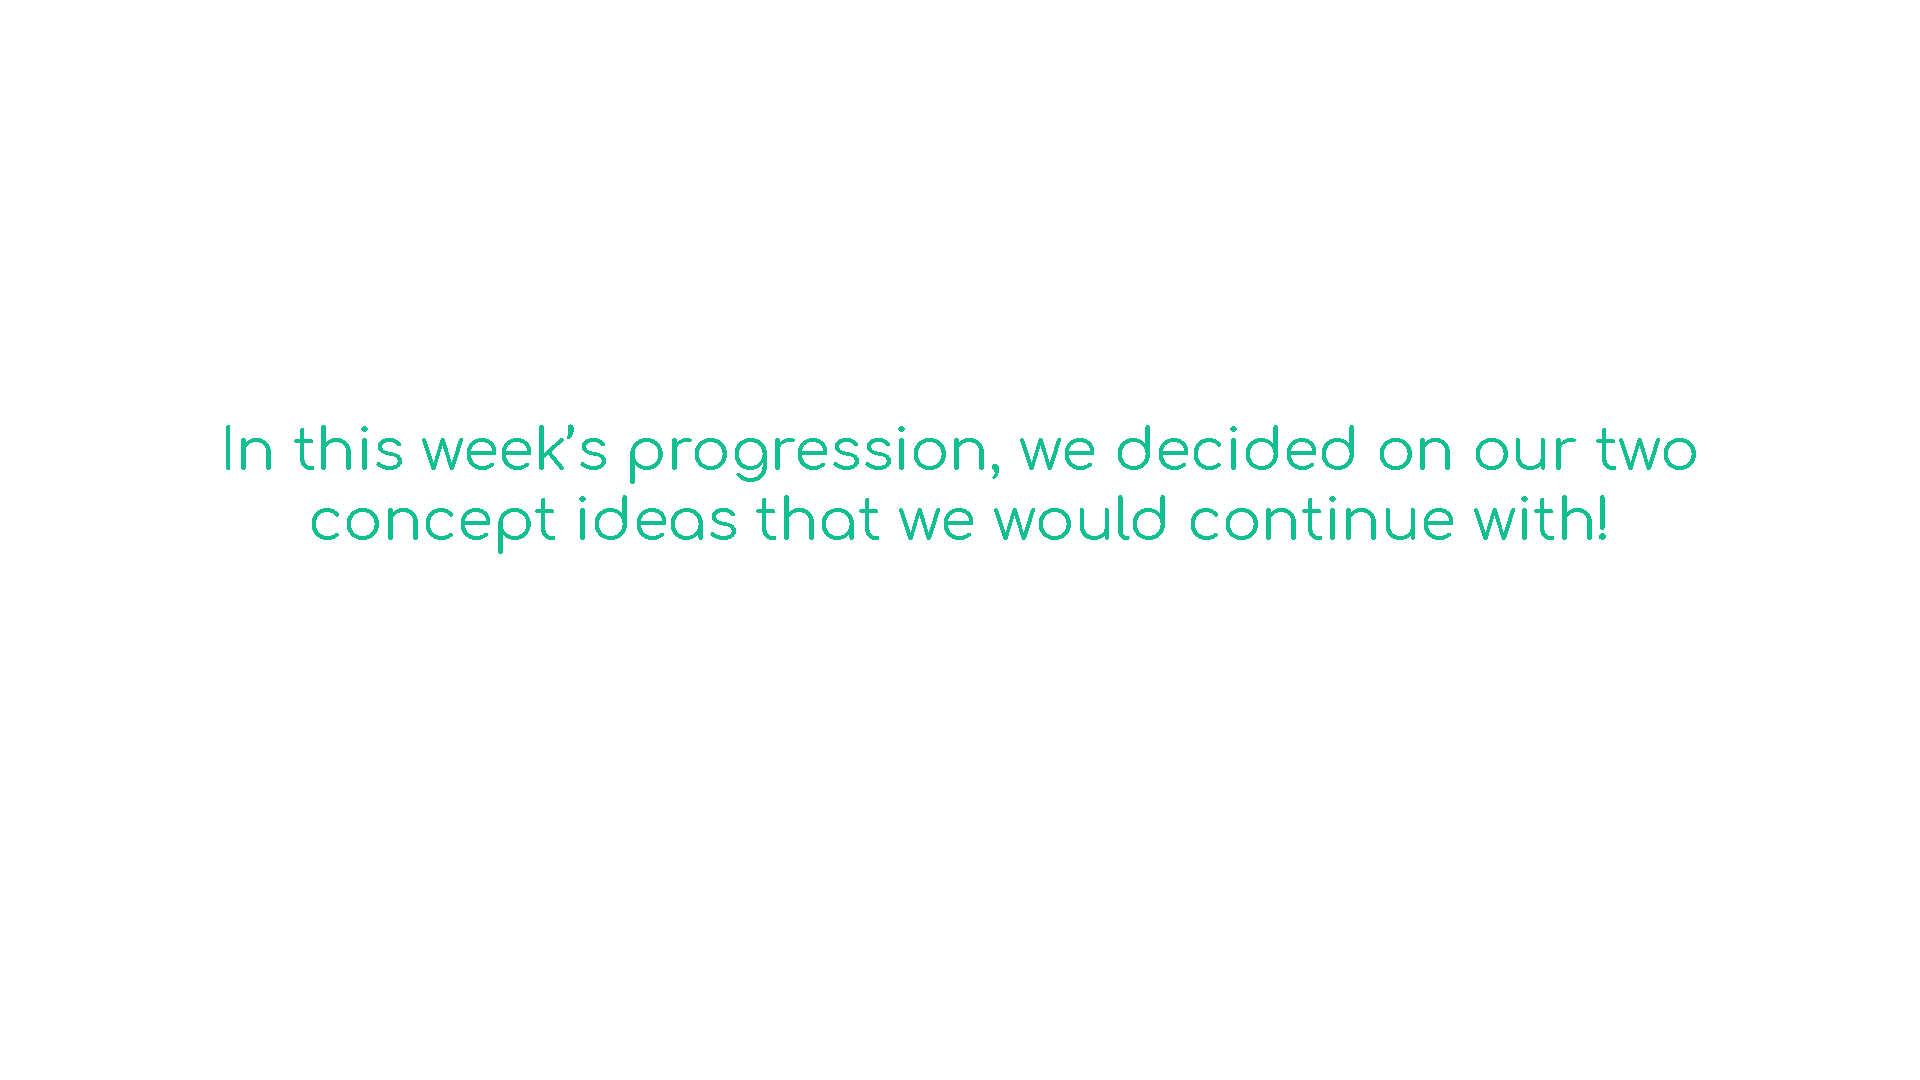 In this week’s progression, we decided on our two
concept ideas that we would continue with!